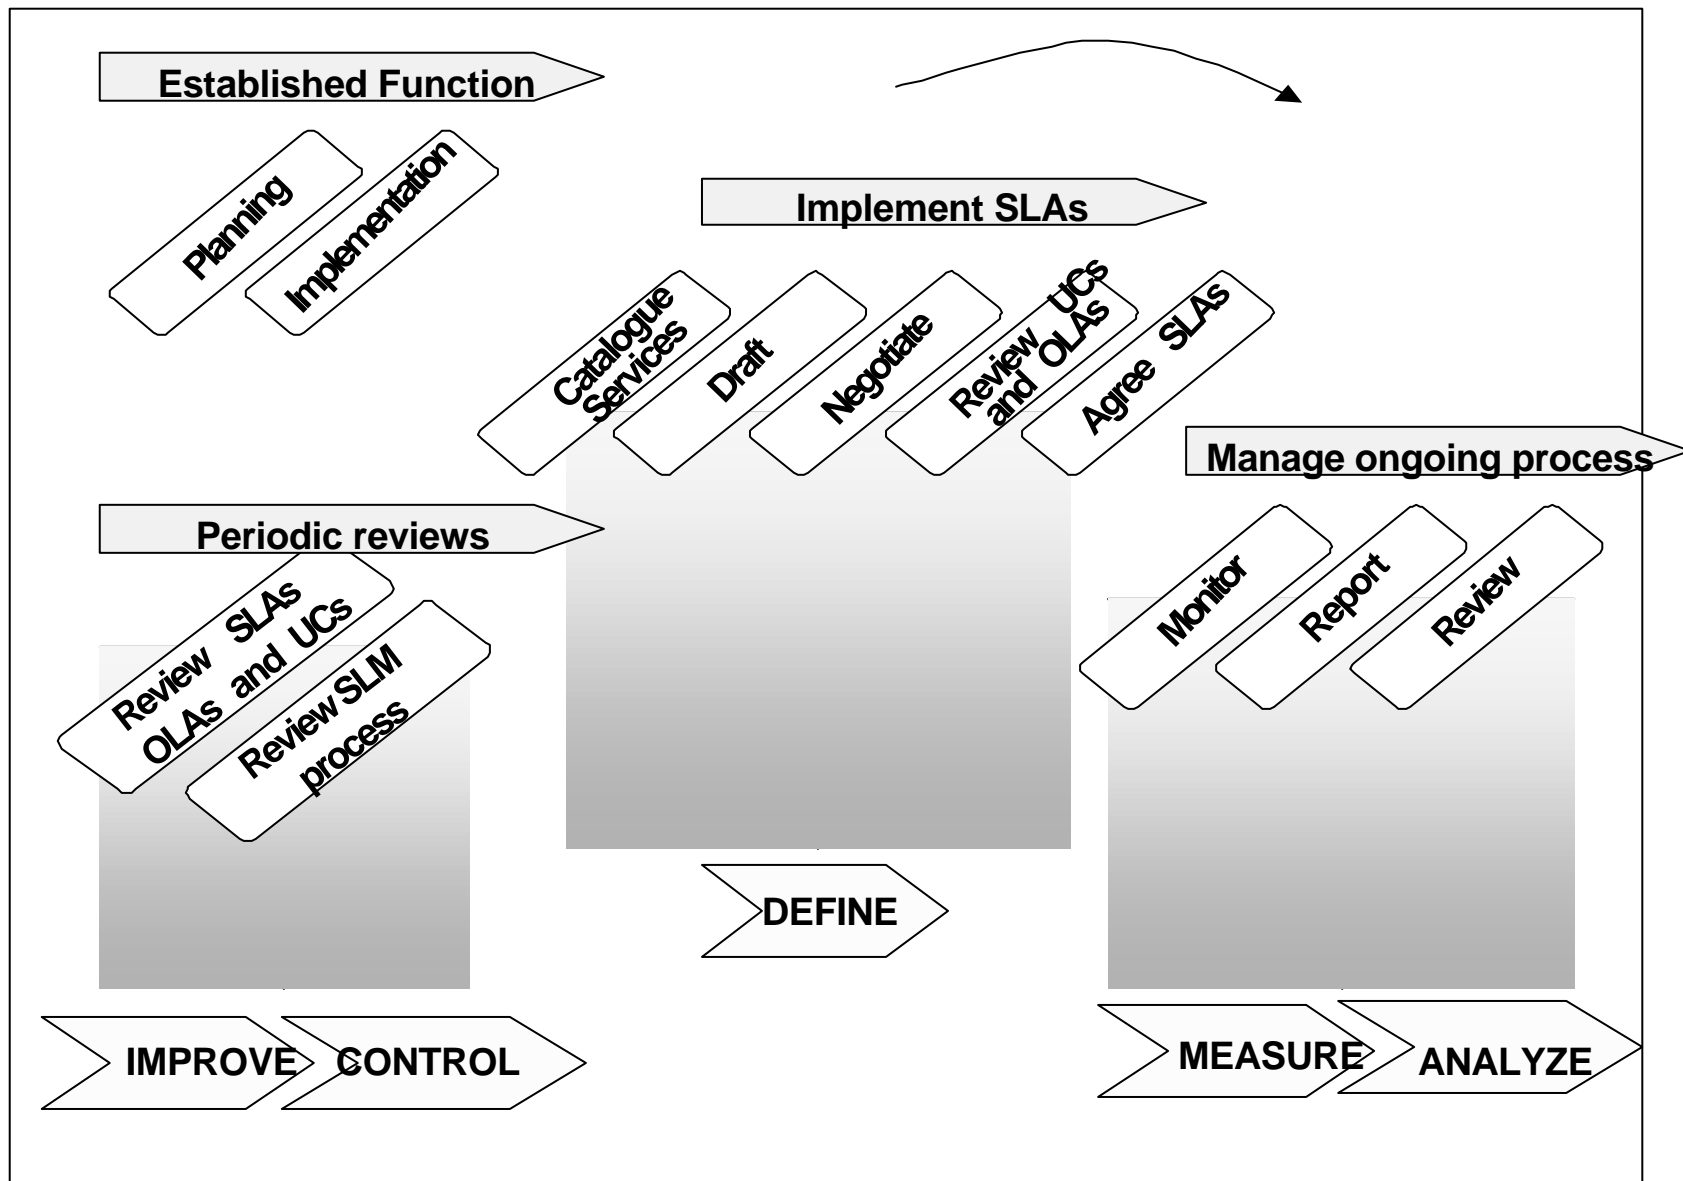 Established Function
Planning
Implementation
Implement SLAs
Catalogue
Services
Draft
Negotiate
Review UCs
and OLAs
Agree SLAs
Manage ongoing process
Monitor
Report
Review
Periodic reviews
Review SLAs
OLAs and UCs
Review SLM
process
DEFINE
IMPROVE
CONTROL
MEASURE
ANALYZE